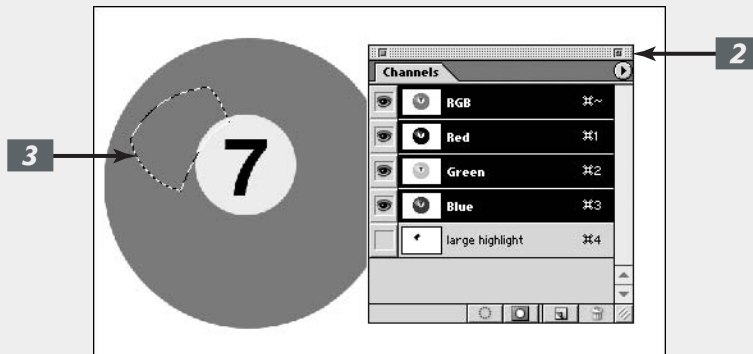 2
Channels
RGB ⌘~
Red ⌘1
3
7
Green ⌘2
Blue ⌘3
large highlight ⌘4